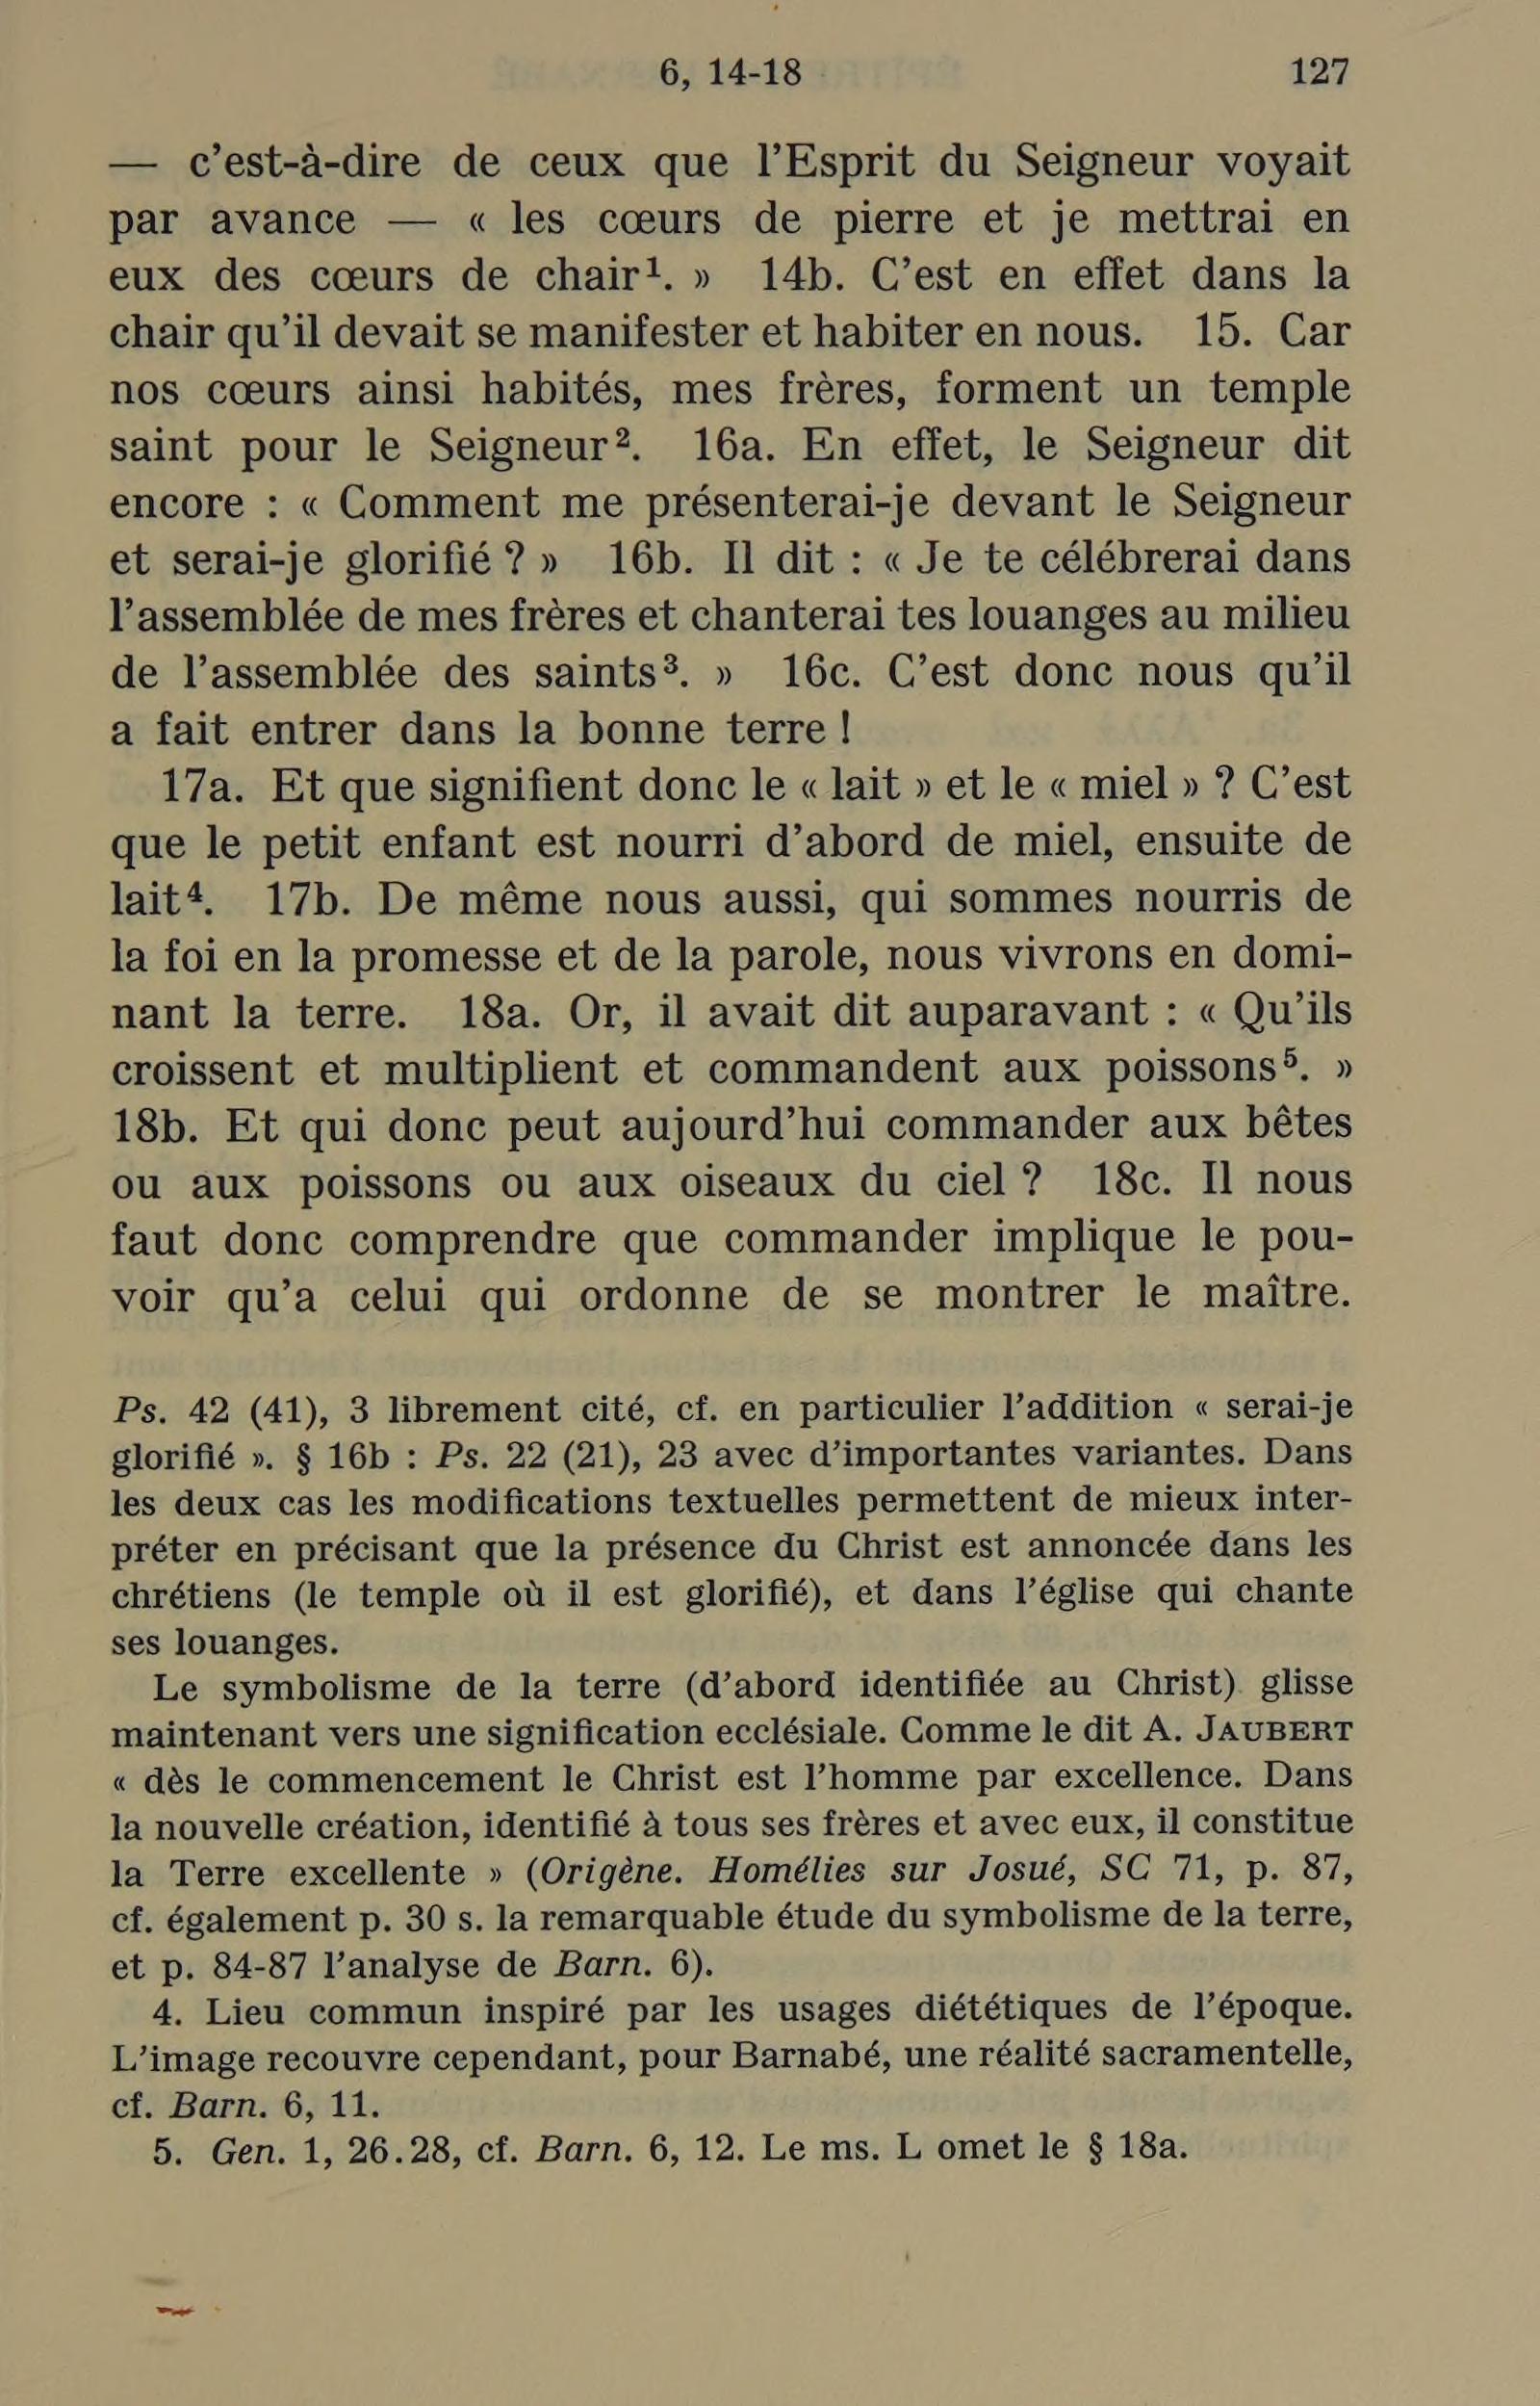 6, 14-18 127
— c'est-à-dire de ceux que l'Esprit du Seigneur voyait
par avance — « les cœurs de pierre et je mettrai en
eux des cœurs de chair¹. » 14b. C'est en effet dans la
chair qu'il devait se manifester et habiter en nous. 15. Car
nos cœurs ainsi habités, mes frères, forment un temple
saint pour le Seigneur². 16a. En effet, le Seigneur dit
encore : « Comment me présenterai-je devant le Seigneur
et serai-je glorifié ? » 16b. Il dit : « Je te célébrerai dans
l'assemblée de mes frères et chanterai tes louanges au milieu
de l'assemblée des saints³. » 16c. C'est donc nous qu'il
a fait entrer dans la bonne terre !
17a. Et que signifient donc le « lait » et le « miel » ? C'est
que le petit enfant est nourri d'abord de miel, ensuite de
lait⁴. 17b. De même nous aussi, qui sommes nourris de
la foi en la promesse et de la parole, nous vivrons en domi-
nant la terre. 18a. Or, il avait dit auparavant : « Qu'ils
croissent et multiplient et commandent aux poissons⁵. »
18b. Et qui donc peut aujourd'hui commander aux bêtes
ou aux poissons ou aux oiseaux du ciel ? 18c. Il nous
faut donc comprendre que commander implique le pou-
voir qu'a celui qui ordonne de se montrer le maître.
Ps. 42 (41), 3 librement cité, cf. en particulier l'addition « serai-je
glorifié ». § 16b : Ps. 22 (21), 23 avec d'importantes variantes. Dans
les deux cas les modifications textuelles permettent de mieux inter-
préter en précisant que la présence du Christ est annoncée dans les
chrétiens (le temple où il est glorifié), et dans l'église qui chante
ses louanges.
Le symbolisme de la terre (d'abord identifiée au Christ) glisse
maintenant vers une signification ecclésiale. Comme le dit A. JAUBERT
« dès le commencement le Christ est l'homme par excellence. Dans
la nouvelle création, identifié à tous ses frères et avec eux, il constitue
la Terre excellente » (Origène. Homélies sur Josué, SC 71, p. 87,
cf. également p. 30 s. la remarquable étude du symbolisme de la terre,
et p. 84-87 l'analyse de Barn. 6).
4. Lieu commun inspiré par les usages diététiques de l'époque.
L'image recouvre cependant, pour Barnabé, une réalité sacramentelle,
cf. Barn. 6, 11.
5. Gen. 1, 26.28, cf. Barn. 6, 12. Le ms. L omet le § 18a.